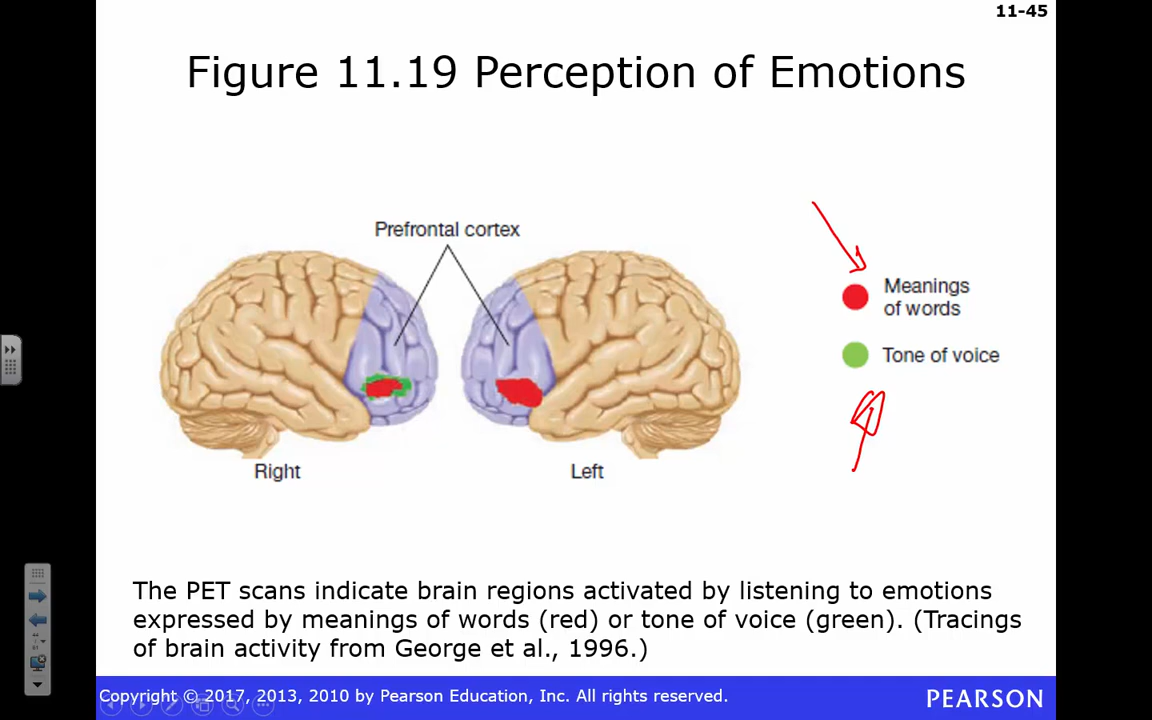 11-45
Figure 11.19 Perception of Emotions
Prefrontal cortex
Meanings
of words
Tone of voice
Right
Left
The PET scans indicate brain regions activated by listening to emotions
expressed by meanings of words (red) or tone of voice (green). (Tracings
of brain activity from George et al., 1996.)
Copyright © 2017, 2013, 2010 by Pearson Education, Inc. All rights reserved.
PEARSON